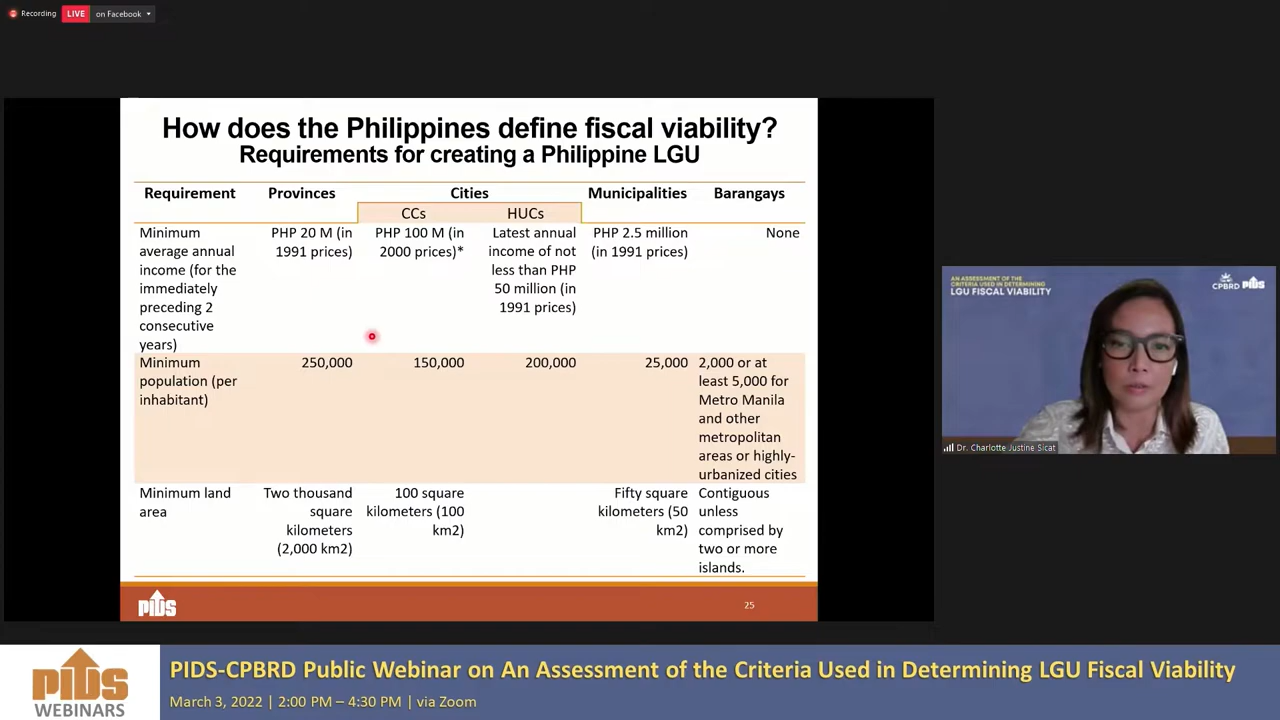 Recording
LIVE
on Facebook
How does the Philippines define fiscal viability?
Requirements for creating a Philippine LGU
Requirement
Provinces
Cities
Municipalities
Barangays
CCs
HUCs
Minimum
average annual
income (for the
immediately
preceding 2
consecutive
years)
PHP 20 M (in
1991 prices)
PHP 100 M (in
2000 prices)*
Latest annual
income of not
less than PHP
50 million (in
1991 prices)
PHP 2.5 million
(in 1991 prices)
None
Minimum
population (per
inhabitant)
250,000
150,000
200,000
25,000
2,000 or at
least 5,000 for
Metro Manila
and other
metropolitan
areas or highly-
urbanized cities
Minimum land
area
Two thousand
square
kilometers
(2,000 km2)
100 square
kilometers (100
km2)
Fifty square
kilometers (50
km2)
Contiguous
unless
comprised by
two or more
islands.
PIDS
25
AN ASSESSMENT OF THE
CRITERIA USED IN DETERMINING
LGU FISCAL VIABILITY
CPBRD PIDS
Dr. Charlotte Justine Sicat
PIDS
WEBINARS
PIDS-CPBRD Public Webinar on An Assessment of the Criteria Used in Determining LGU Fiscal Viability
March 3, 2022 | 2:00 PM – 4:30 PM | via Zoom